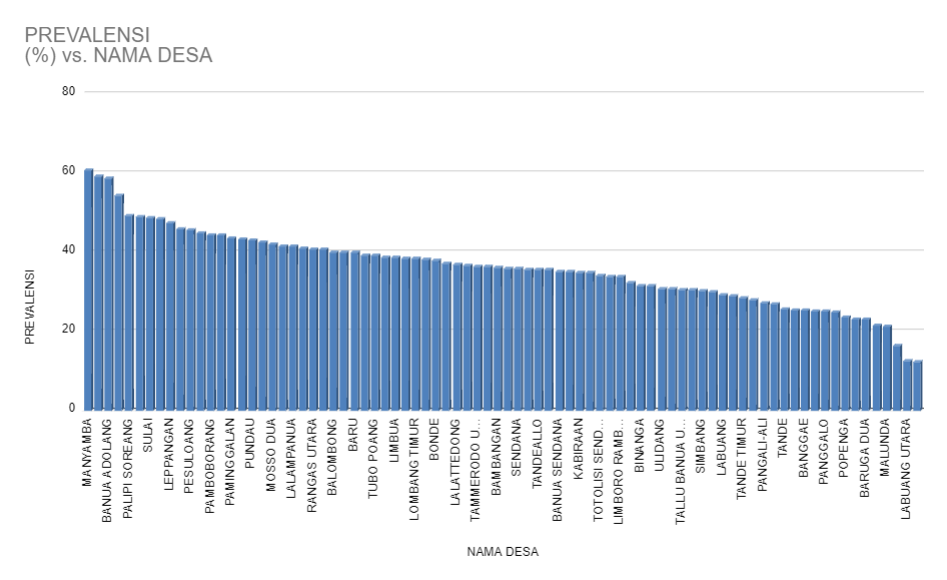 PREVALENSI
(%) vs. NAMA DESA
80
60
40
20
0
PREVALENSI
MANYAMBA
BANUA ADOLANG
PALIPI SOREANG
SULAI
LEPPANGAN
PESULOANG
PAMBOBORANG
PAMINGGALAN
PUNDAU
MOSSO DUA
LALAMPANUA
RANGAS UTARA
BALOMBONG
BARU
TUBO POANG
LIMBUA
LOMBANG TIMUR
BONDE
LALATTEDONG
TAMMERODO U...
BAMBANGAN
SENDANA
TANDEALLO
BANUA SENDANA
KABIRAAN
TOTOLISI SEND...
LIMBORO RAMB...
BINANGA
ULIDANG
TALLU BANUA U...
SIMBANG
LABUANG
TANDE TIMUR
PANGALI-ALI
TANDE
BANGGAE
PANGGALO
POPENGA
BARUGA DUA
MALUNDA
LABUANG UTARA
NAMA DESA